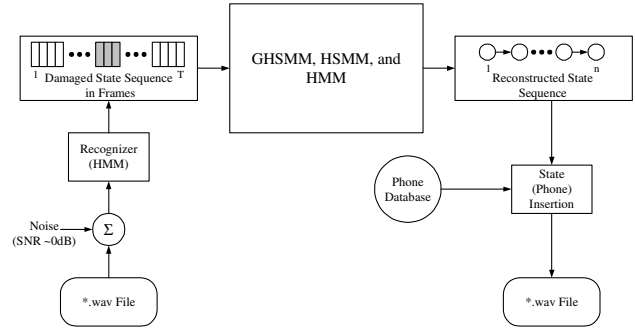 1
T
Damaged State Sequence
in Frames
GHSMM, HSMM, and
HMM
1
n
Reconstructed State
Sequence
Recognizer
(HMM)
Phone
Database
State
(Phone)
Insertion
Noise
(SNR ~0dB)
Σ
*.wav File
*.wav File